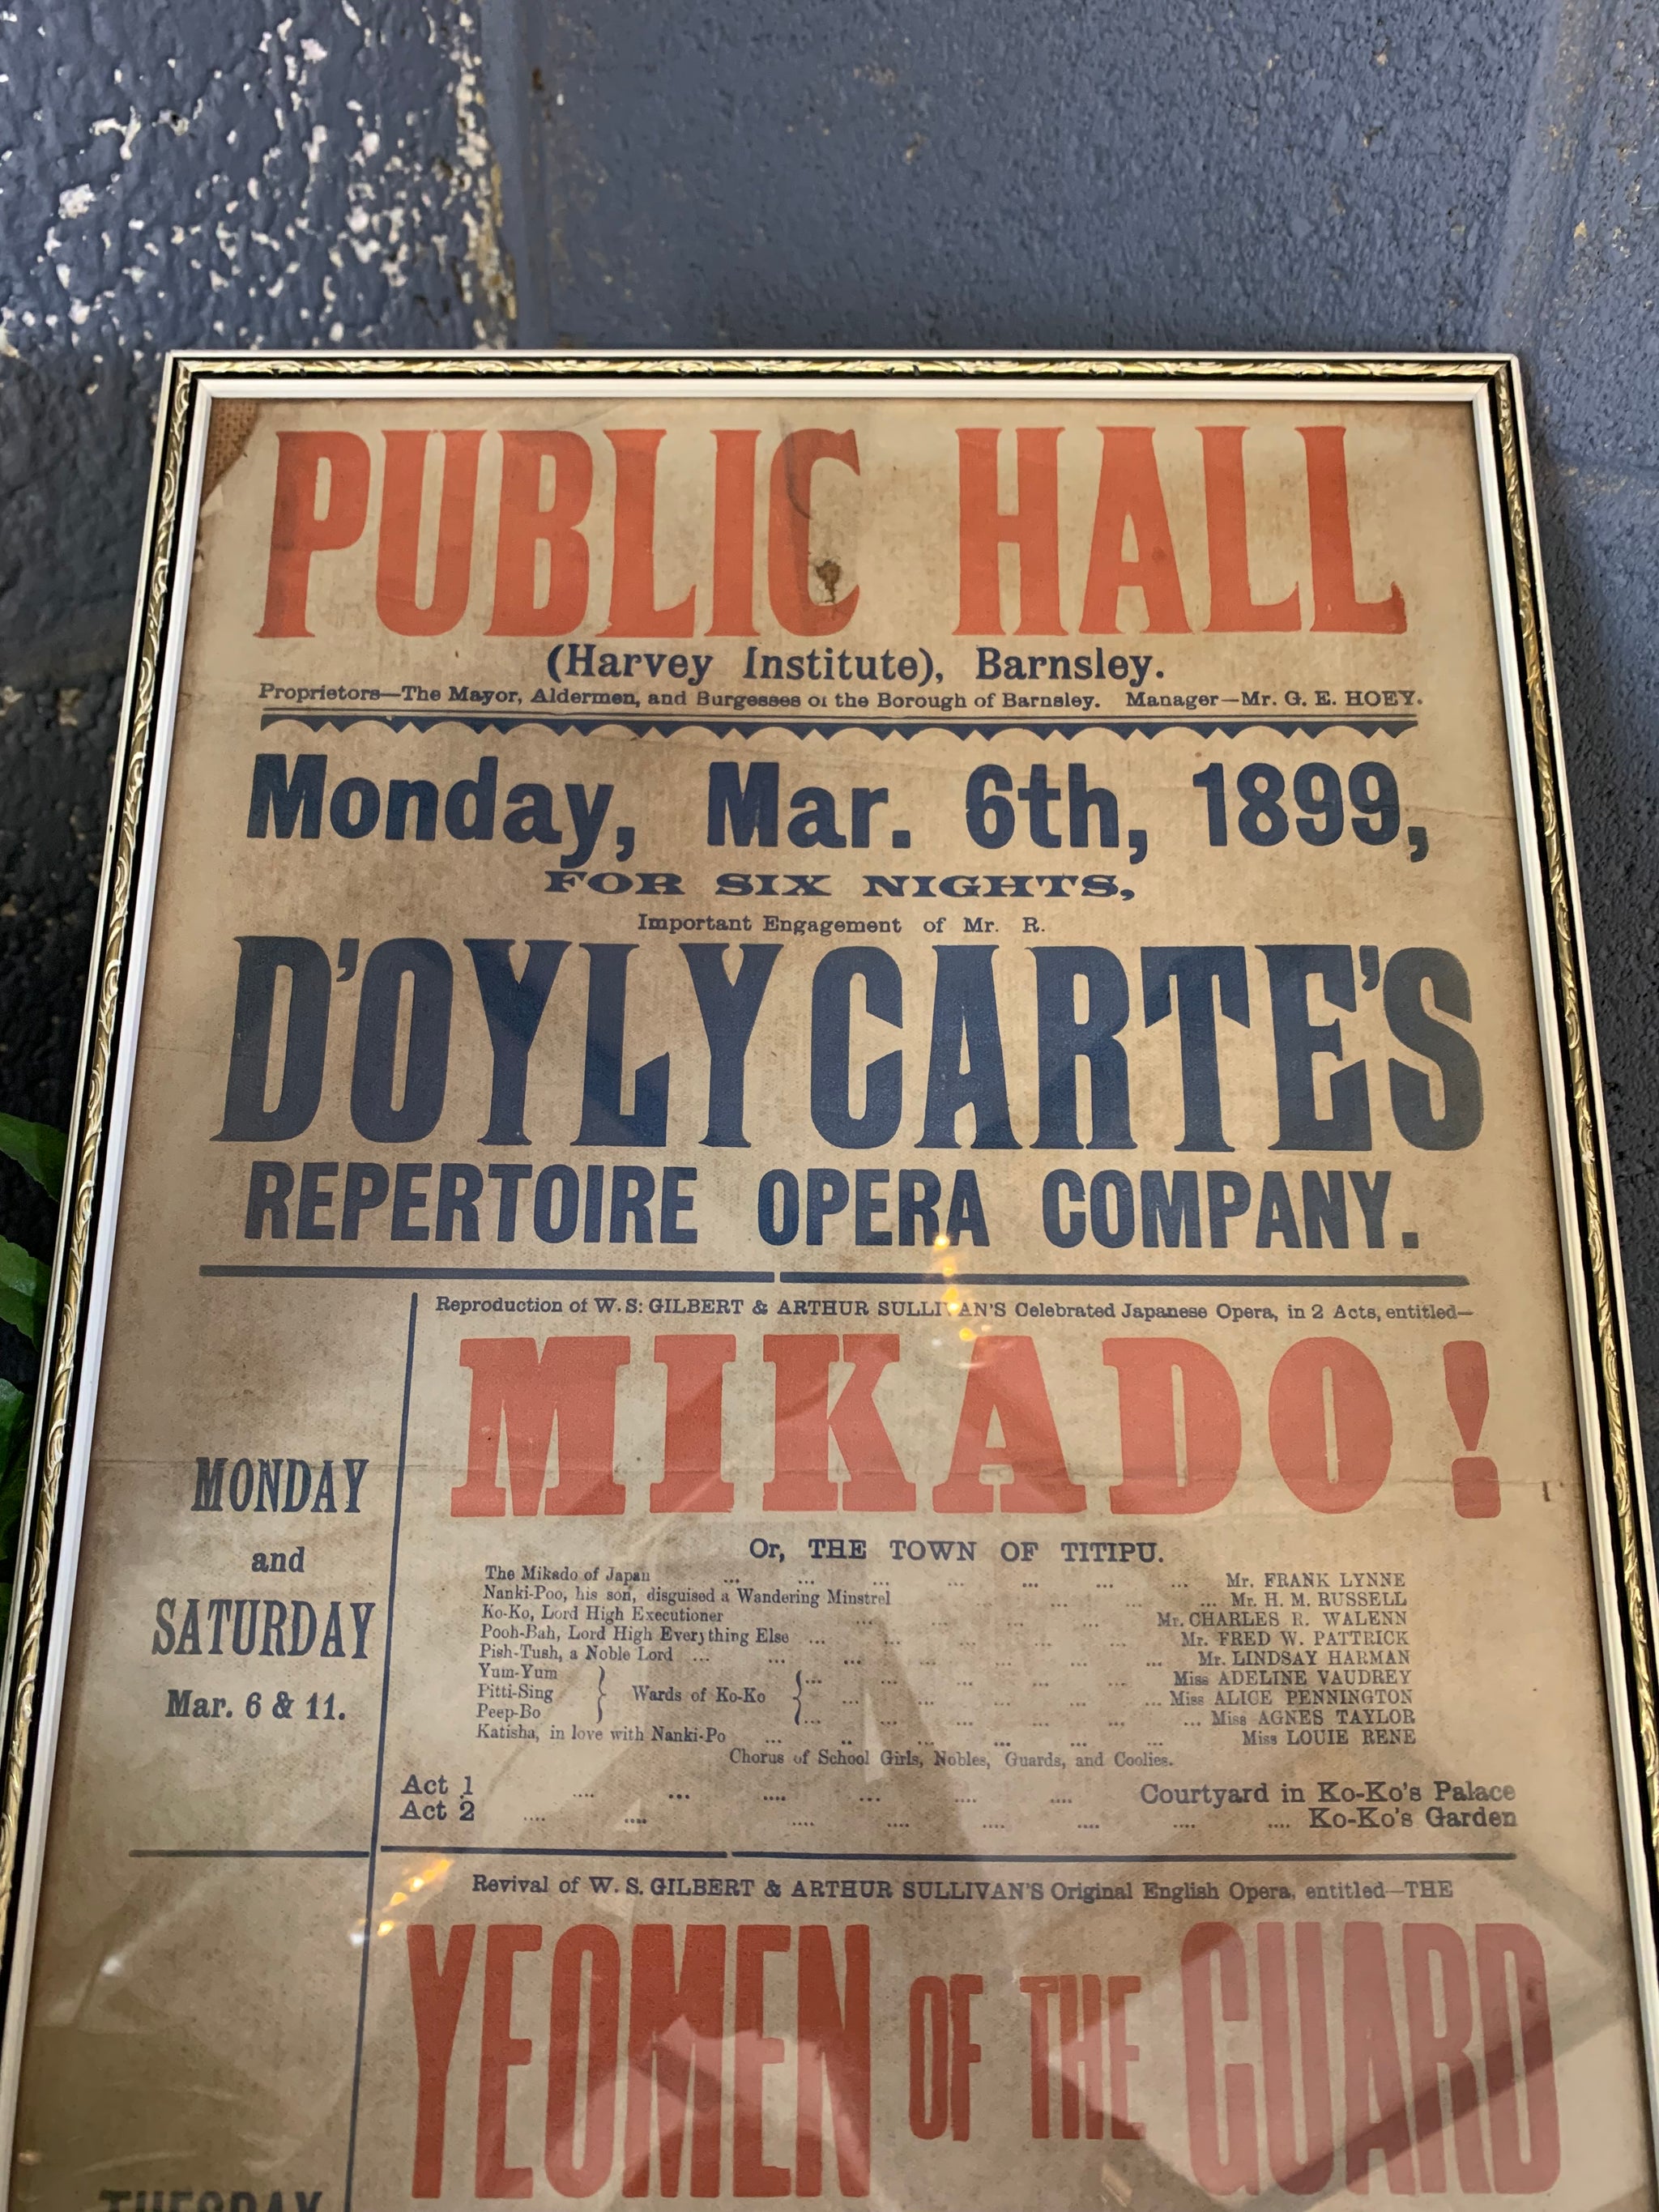 PUBLIC HALL
(Harvey Institute), Barnsley.
Proprietors—The Mayor, Aldermen, and Burgesses of the Borough of Barnsley. Manager—Mr. G. E. HOEY.
Monday, Mar. 6th, 1899,
FOR SIX NIGHTS,
Important Engagement of Mr. R.
D'OYLY CARTE'S
REPERTOIRE OPERA COMPANY.
MONDAY
and
SATURDAY
Mar. 6 & 11.
Reproduction of W. S: GILBERT & ARTHUR SULLIVAN'S Celebrated Japanese Opera, in 2 Acts, entitled—
MIKADO!
Or, THE TOWN OF TITIPU.
The Mikado of Japan ... ... ... ... ... ... ... Mr. FRANK LYNNE
Nanki-Poo, his son, disguised a Wandering Minstrel ... Mr. H. M. RUSSELL
Ko-Ko, Lord High Executioner ... ... ... ... Mr. CHARLES R. WALENN
Pooh-Bah, Lord High Everything Else ... ... ... ... ... Mr. FRED W. PATTRICK
Pish-Tush, a Noble Lord ... ... ... ... ... ... ... Mr. LINDSAY HARMAN
Yum-Yum ... ... ... ... ... Miss ADELINE VAUDREY
Pitti-Sing } Wards of Ko-Ko { ... ... ... ... ... Miss ALICE PENNINGTON
Peep-Bo ... ... ... ... ... ... Miss AGNES TAYLOR
Katisha, in love with Nanki-Po ... .. ... ... ... ... Miss LOUIE RENE
Chorus of School Girls, Nobles, Guards, and Coolies.
Act 1 .... ... .... ... .... .... Courtyard in Ko-Ko's Palace
Act 2 .... .... .... .... .... .... .... .... Ko-Ko's Garden
Revival of W. S. GILBERT & ARTHUR SULLIVAN'S Original English Opera, entitled—THE
YEOMEN OF THE GUARD
TUESDAY